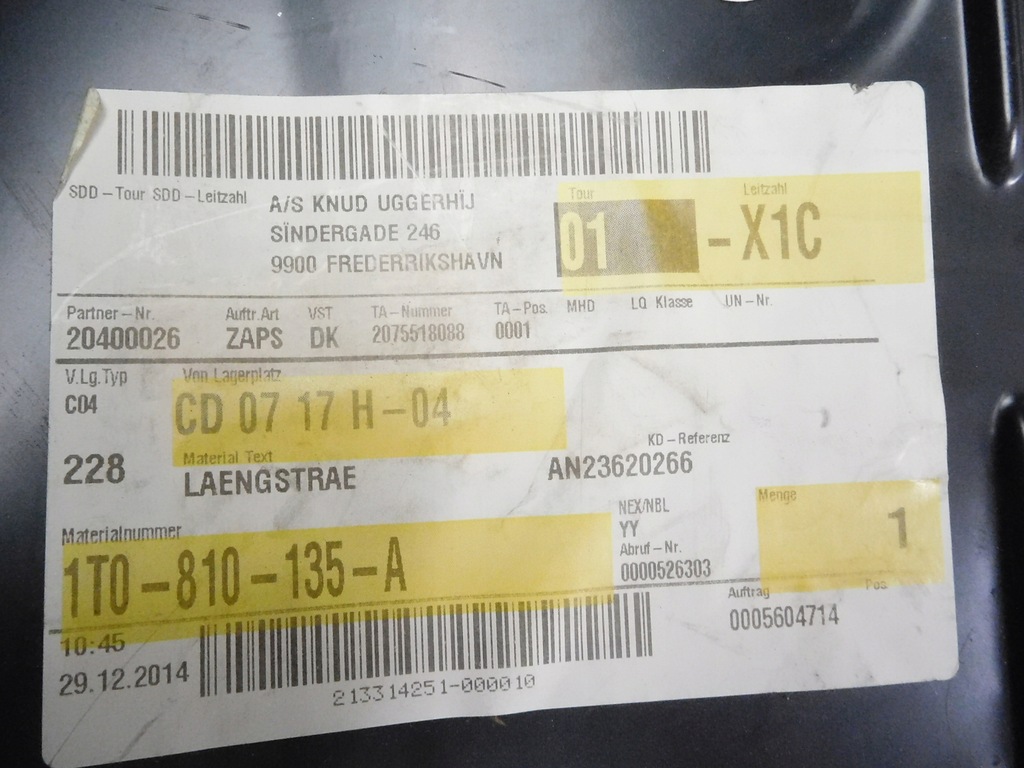 SDD-Tour SDD-Leitzahl
A/S KNUD UGGERHÏJ
SÏNDERGADE 246
9900 FREDERRIKSHAVN
Tour Leitzahl
01 -X1C
Partner-Nr. Auftr.Art VST TA-Nummer TA-Pos. MHD LQ Klasse UN-Nr.
20400026 ZAPS DK 2075518088 0001
V.Lg.Typ Von Lagerplatz
C04 CD 07 17 H-04
KD-Referenz
228 Material Text AN23620266
LAENGSTRAE
Materialnummer NEX/NBL Menge
1T0-810-135-A YY 1
Abruf-Nr.
0000526303
Auftrag Pos.
10:45 0005604714
29.12.2014
213314251-000010